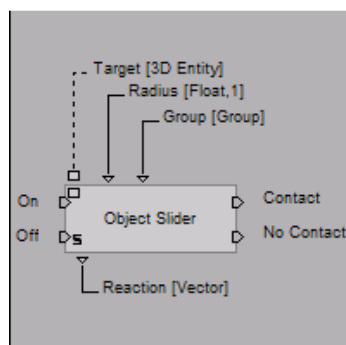 Target [3D Entity]
Radius [Float,1]
Group [Group]
On
Contact
Object Slider
Off
s
No Contact
Reaction [Vector]